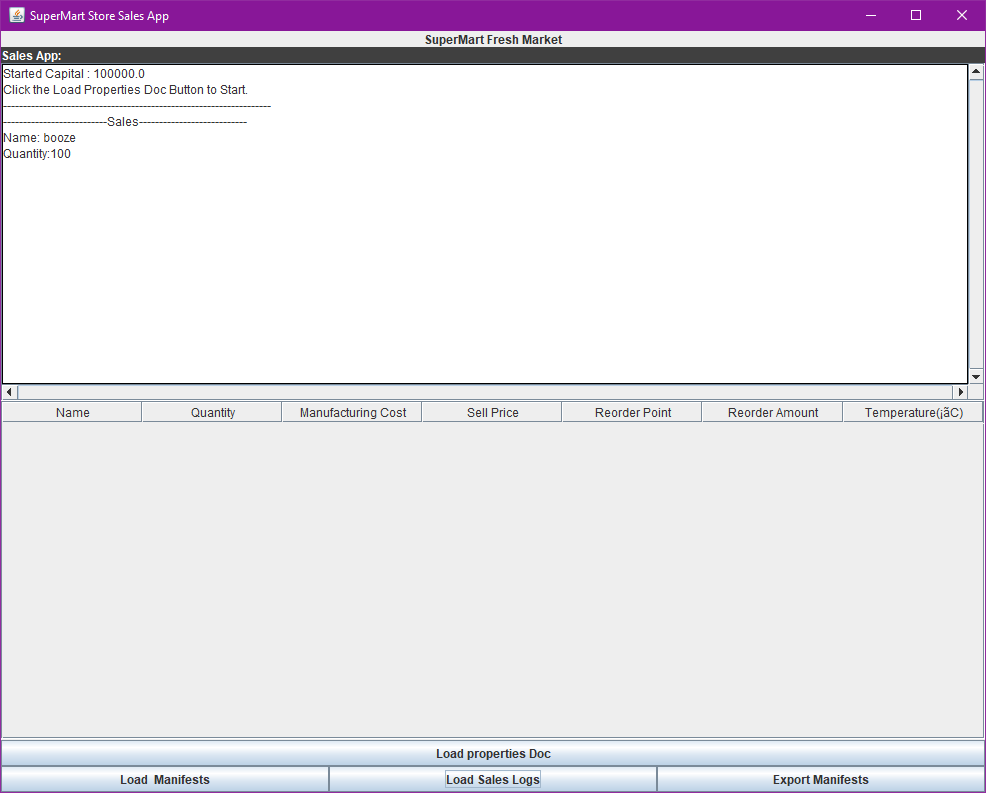 SuperMart Store Sales App
SuperMart Fresh Market
Sales App:
Started Capital : 100000.0
Click the Load Properties Doc Button to Start.
-------------------------------------------------------------------
--------------------------Sales---------------------------
Name: booze
Quantity:100
Name Quantity Manufacturing Cost Sell Price Reorder Point Reorder Amount Temperature(¡ãC)
Load properties Doc
Load  Manifests Load Sales Logs Export Manifests